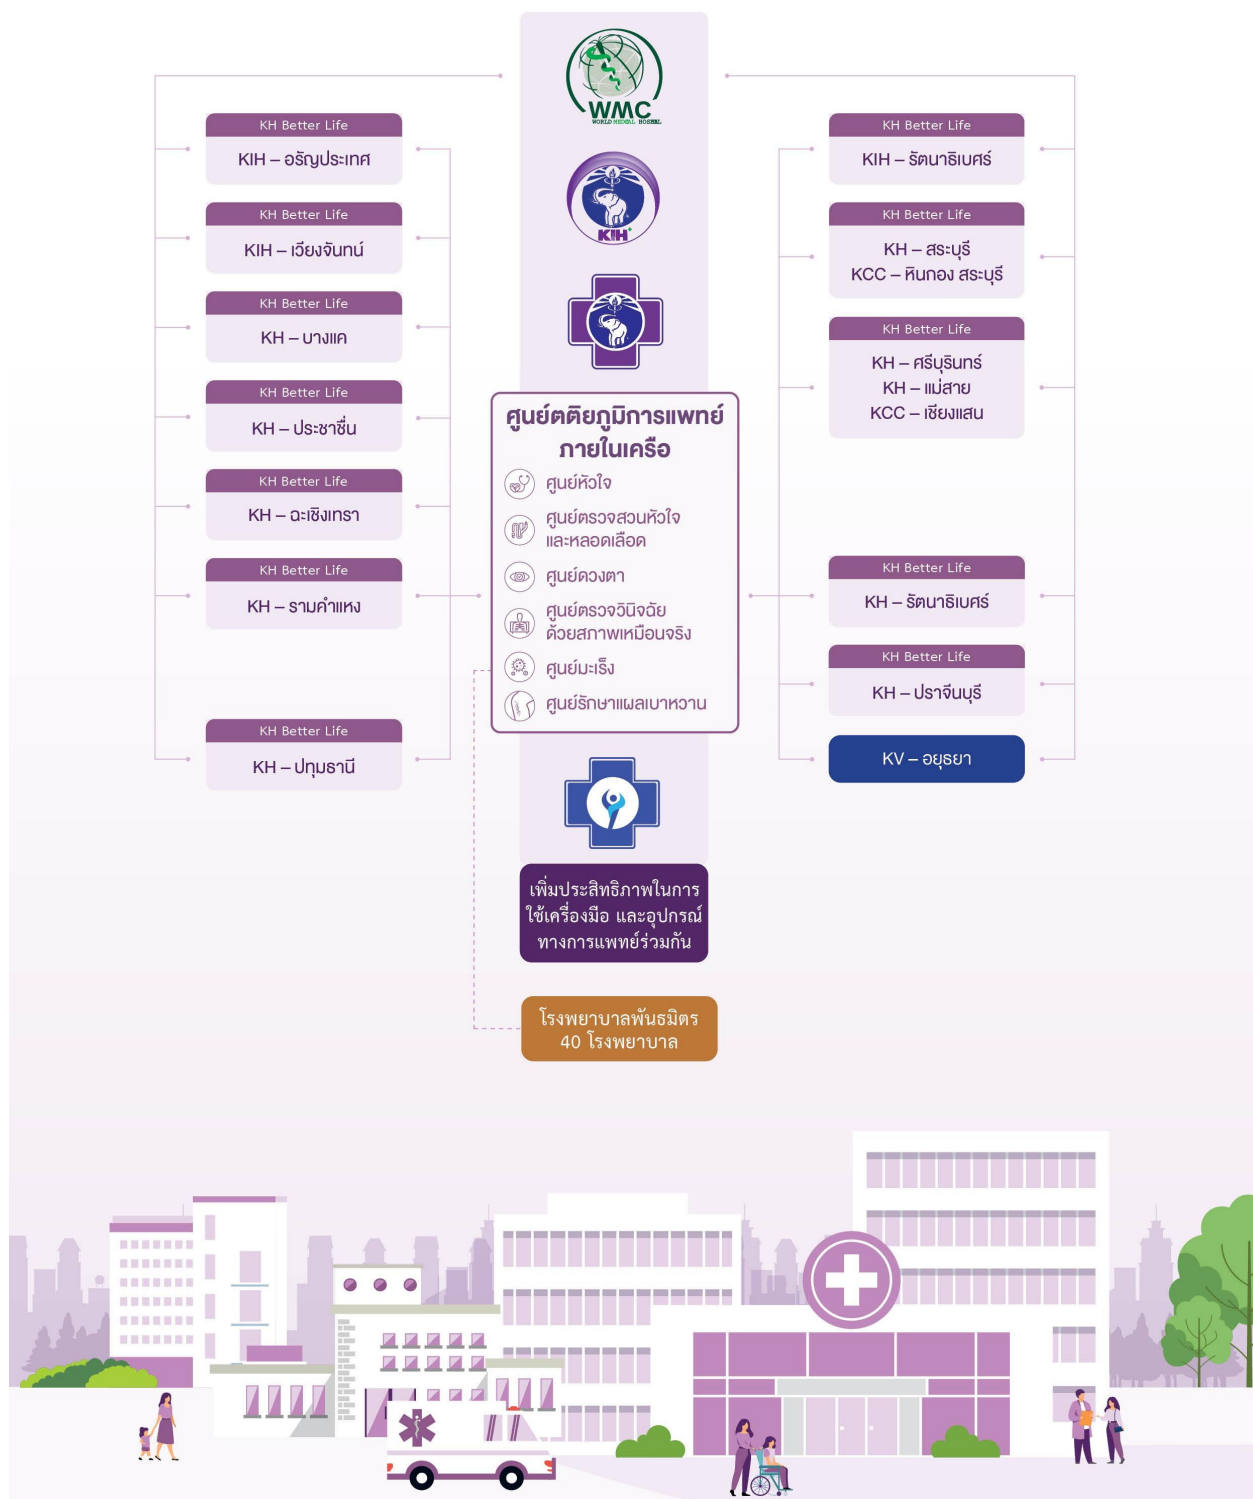 WMC
WORLD MEDICAL HOSPITAL
KIH+
KH Better Life
KIH – อรัญประเทศ
KH Better Life
KIH – เวียงจันทน์
KH Better Life
KH – บางแค
KH Better Life
KH – ประชาชื่น
KH Better Life
KH – ฉะเชิงเทรา
KH Better Life
KH – รามคำแหง
KH Better Life
KH – ปทุมธานี
ศูนย์ตติยภูมิการแพทย์
ภายในเครือ
ศูนย์หัวใจ
ศูนย์ตรวจสวนหัวใจ
และหลอดเลือด
ศูนย์ดวงตา
ศูนย์ตรวจวินิจฉัย
ด้วยสภาพเหมือนจริง
ศูนย์มะเร็ง
ศูนย์รักษาแผลเบาหวาน
เพิ่มประสิทธิภาพในการ
ใช้เครื่องมือ และอุปกรณ์
ทางการแพทย์ร่วมกัน
โรงพยาบาลพันธมิตร
40 โรงพยาบาล
KH Better Life
KIH – รัตนาธิเบศร์
KH Better Life
KH – สระบุรี
KCC – หินกอง สระบุรี
KH Better Life
KH – ศรีบุรินทร์
KH – แม่สาย
KCC – เชียงแสน
KH Better Life
KH – รัตนาธิเบศร์
KH Better Life
KH – ปราจีนบุรี
KV – อยุธยา